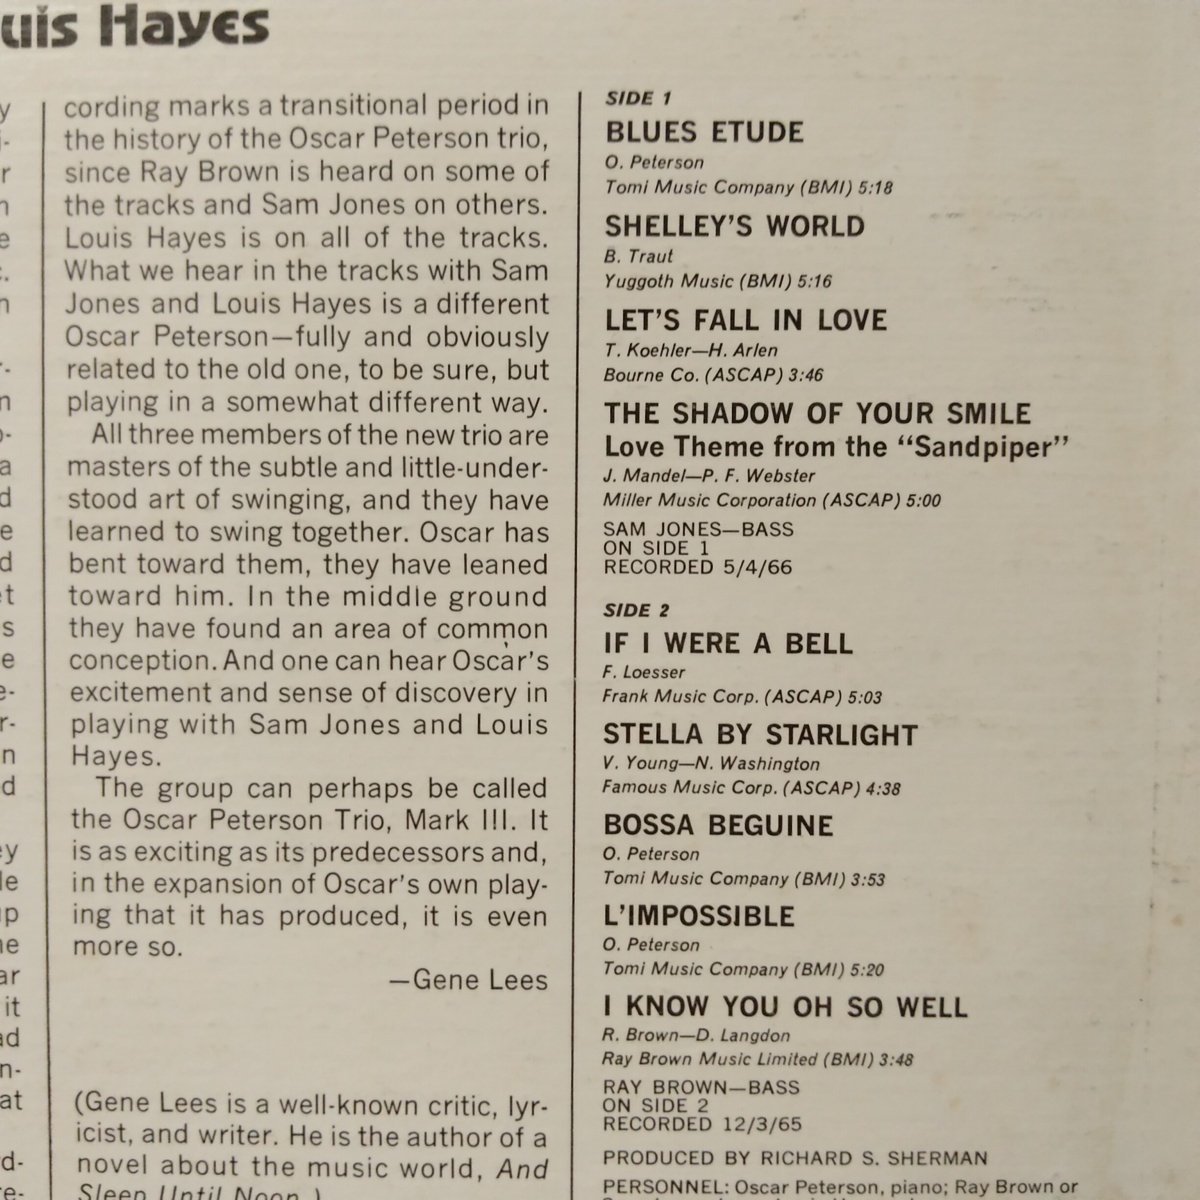 uis Hayes
cording marks a transitional period in
the history of the Oscar Peterson trio,
since Ray Brown is heard on some of
the tracks and Sam Jones on others.
Louis Hayes is on all of the tracks.
What we hear in the tracks with Sam
Jones and Louis Hayes is a different
Oscar Peterson—fully and obviously
related to the old one, to be sure, but
playing in a somewhat different way.
All three members of the new trio are
masters of the subtle and little-under-
stood art of swinging, and they have
learned to swing together. Oscar has
bent toward them, they have leaned
toward him. In the middle ground
they have found an area of common
conception. And one can hear Oscar's
excitement and sense of discovery in
playing with Sam Jones and Louis
Hayes.
The group can perhaps be called
the Oscar Peterson Trio, Mark III. It
is as exciting as its predecessors and,
in the expansion of Oscar's own play-
ing that it has produced, it is even
more so.
—Gene Lees
(Gene Lees is a well-known critic, lyr-
icist, and writer. He is the author of a
novel about the music world, And
Sleep Until Noon.)
SIDE 1
BLUES ETUDE
O. Peterson
Tomi Music Company (BMI) 5:18
SHELLEY'S WORLD
B. Traut
Yuggoth Music (BMI) 5:16
LET'S FALL IN LOVE
T. Koehler—H. Arlen
Bourne Co. (ASCAP) 3:46
THE SHADOW OF YOUR SMILE
Love Theme from the “Sandpiper”
J. Mandel—P. F. Webster
Miller Music Corporation (ASCAP) 5:00
SAM JONES—BASS
ON SIDE 1
RECORDED 5/4/66
SIDE 2
IF I WERE A BELL
F. Loesser
Frank Music Corp. (ASCAP) 5:03
STELLA BY STARLIGHT
V. Young—N. Washington
Famous Music Corp. (ASCAP) 4:38
BOSSA BEGUINE
O. Peterson
Tomi Music Company (BMI) 3:53
L'IMPOSSIBLE
O. Peterson
Tomi Music Company (BMI) 5:20
I KNOW YOU OH SO WELL
R. Brown—D. Langdon
Ray Brown Music Limited (BMI) 3:48
RAY BROWN—BASS
ON SIDE 2
RECORDED 12/3/65
PRODUCED BY RICHARD S. SHERMAN
PERSONNEL: Oscar Peterson, piano; Ray Brown or